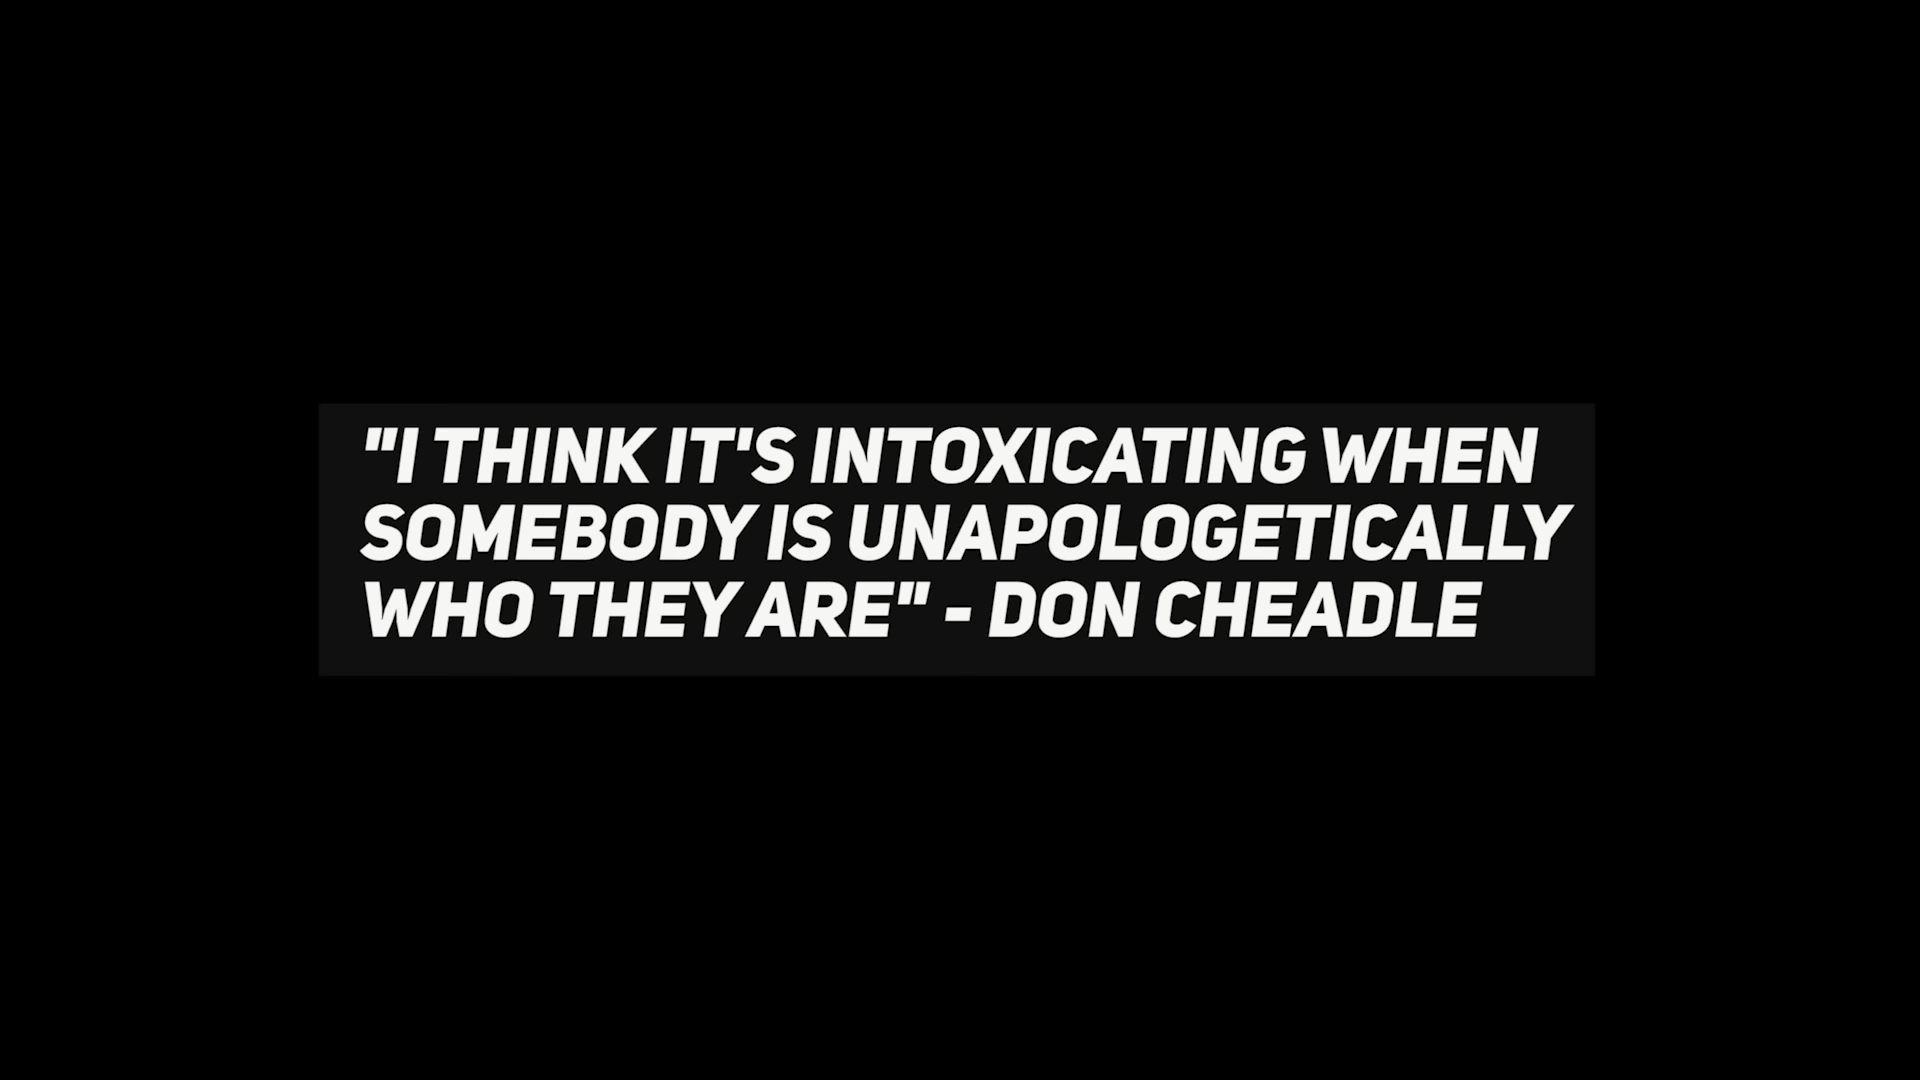 "I THINK IT'S INTOXICATING WHEN
SOMEBODY IS UNAPOLOGETICALLY
WHO THEY ARE" - DON CHEADLE